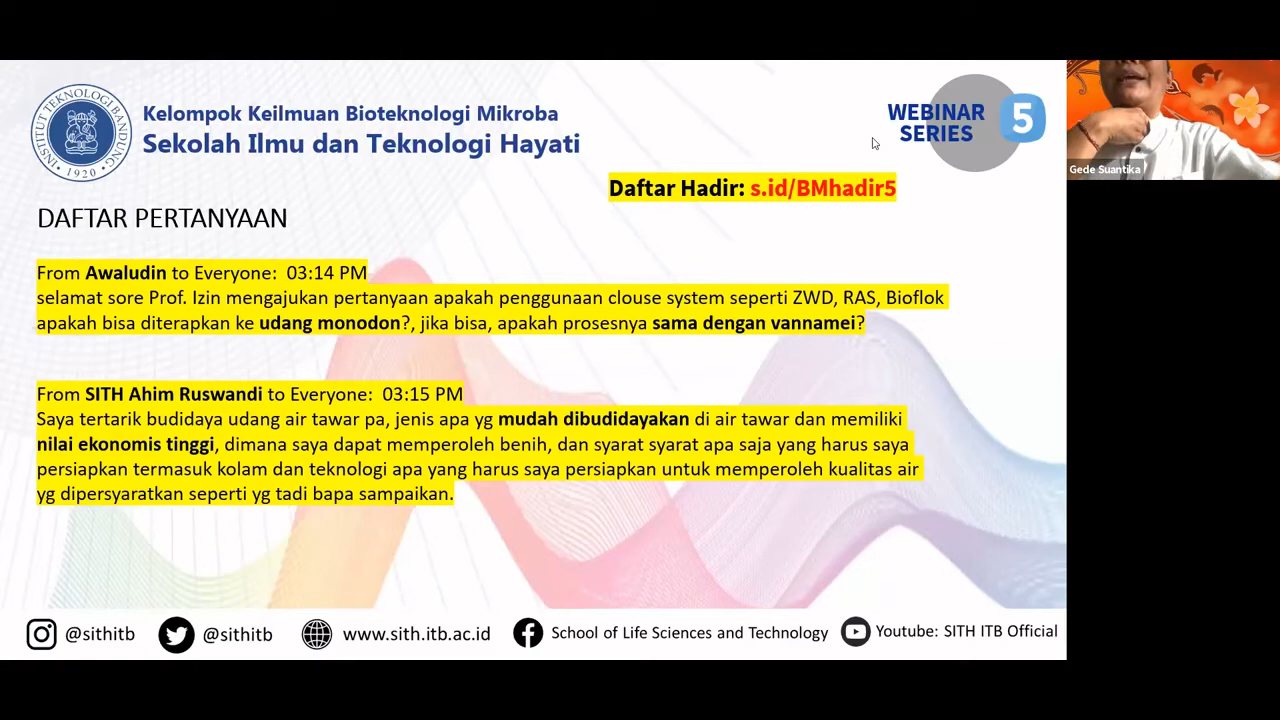 INSTITUT TEKNOLOGI BANDUNG
1920
Kelompok Keilmuan Bioteknologi Mikroba
Sekolah Ilmu dan Teknologi Hayati
WEBINAR
SERIES
5
Gede Suantika
Daftar Hadir: s.id/BMhadir5
DAFTAR PERTANYAAN
From Awaludin to Everyone: 03:14 PM
selamat sore Prof. Izin mengajukan pertanyaan apakah penggunaan clouse system seperti ZWD, RAS, Bioflok
apakah bisa diterapkan ke udang monodon?, jika bisa, apakah prosesnya sama dengan vannamei?
From SITH Ahim Ruswandi to Everyone: 03:15 PM
Saya tertarik budidaya udang air tawar pa, jenis apa yg mudah dibudidayakan di air tawar dan memiliki
nilai ekonomis tinggi, dimana saya dapat memperoleh benih, dan syarat syarat apa saja yang harus saya
persiapkan termasuk kolam dan teknologi apa yang harus saya persiapkan untuk memperoleh kualitas air
yg dipersyaratkan seperti yg tadi bapa sampaikan.
@sithitb
@sithitb
www.sith.itb.ac.id
School of Life Sciences and Technology
Youtube: SITH ITB Official